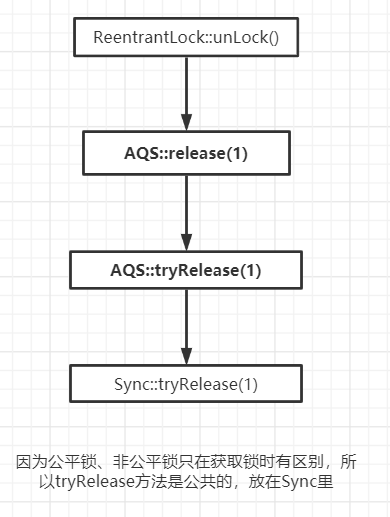 ReentrantLock::unLock()
AQS::release(1)
AQS::tryRelease(1)
Sync::tryRelease(1)
因为公平锁、非公平锁只在获取锁时有区别，所
以tryRelease方法是公共的，放在Sync里